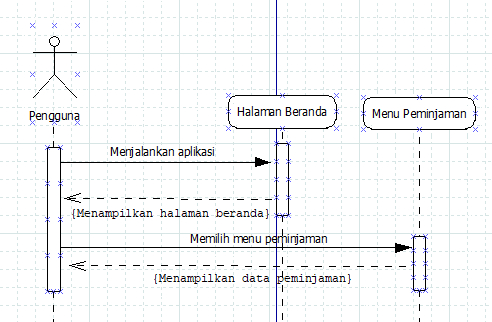 Pengguna
Halaman Beranda
Menu Peminjaman
Menjalankan aplikasi
{Menampilkan halaman beranda}
Memilih menu peminjaman
{Menampilkan data peminjaman}